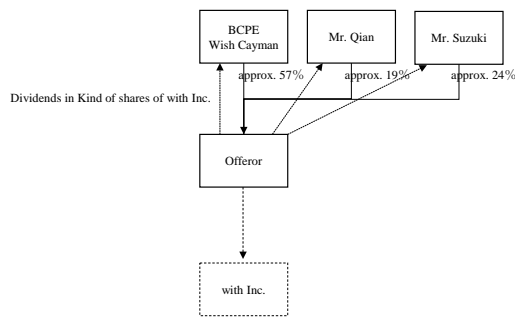 BCPE
Wish Cayman
Mr. Qian
Mr. Suzuki
approx. 57%
approx. 19%
approx. 24%
Dividends in Kind of shares of with Inc.
Offeror
with Inc.